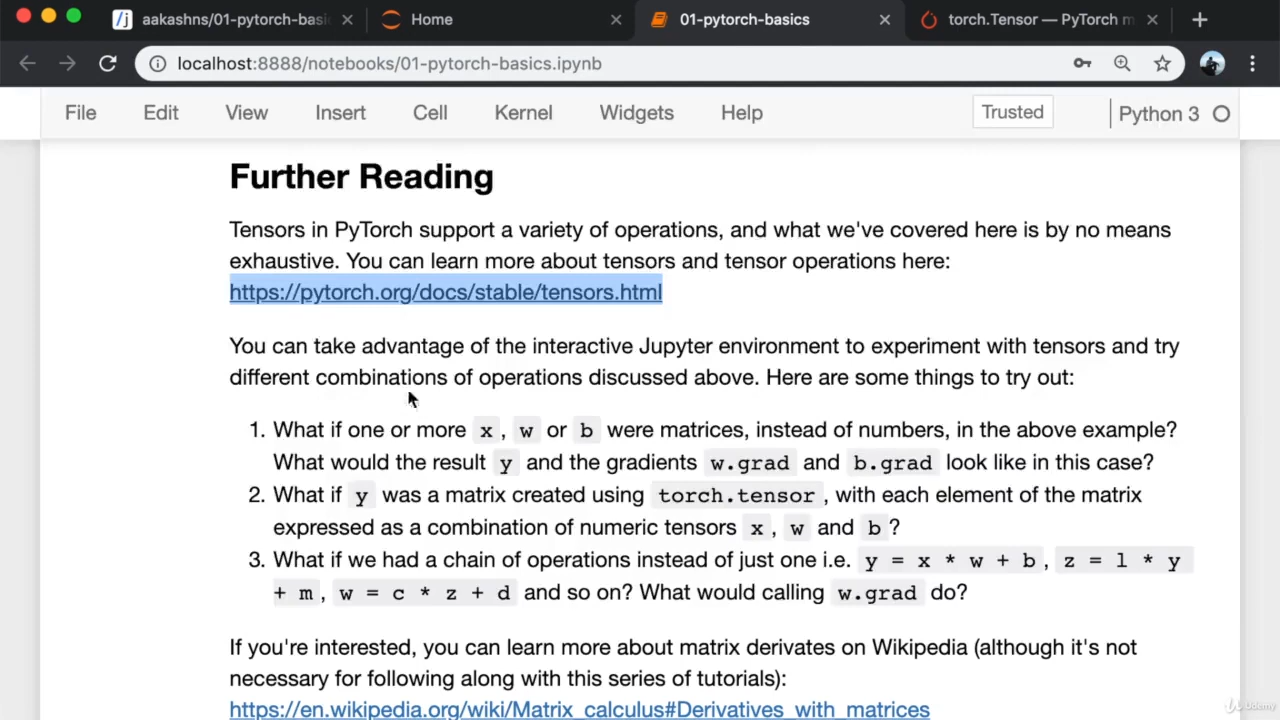 aakashns/01-pytorch-basi
Home
01-pytorch-basics
torch.Tensor — PyTorch m
localhost:8888/notebooks/01-pytorch-basics.ipynb
File Edit View Insert Cell Kernel Widgets Help Trusted Python 3
Further Reading
Tensors in PyTorch support a variety of operations, and what we've covered here is by no means
exhaustive. You can learn more about tensors and tensor operations here:
https://pytorch.org/docs/stable/tensors.html
You can take advantage of the interactive Jupyter environment to experiment with tensors and try
different combinations of operations discussed above. Here are some things to try out:
1. What if one or more x, w or b were matrices, instead of numbers, in the above example?
What would the result y and the gradients w.grad and b.grad look like in this case?
2. What if y was a matrix created using torch.tensor, with each element of the matrix
expressed as a combination of numeric tensors x, w and b?
3. What if we had a chain of operations instead of just one i.e. y = x * w + b, z = l * y
+ m, w = c * z + d and so on? What would calling w.grad do?
If you're interested, you can learn more about matrix derivates on Wikipedia (although it's not
necessary for following along with this series of tutorials):
https://en.wikipedia.org/wiki/Matrix_calculus#Derivatives_with_matrices
Udemy